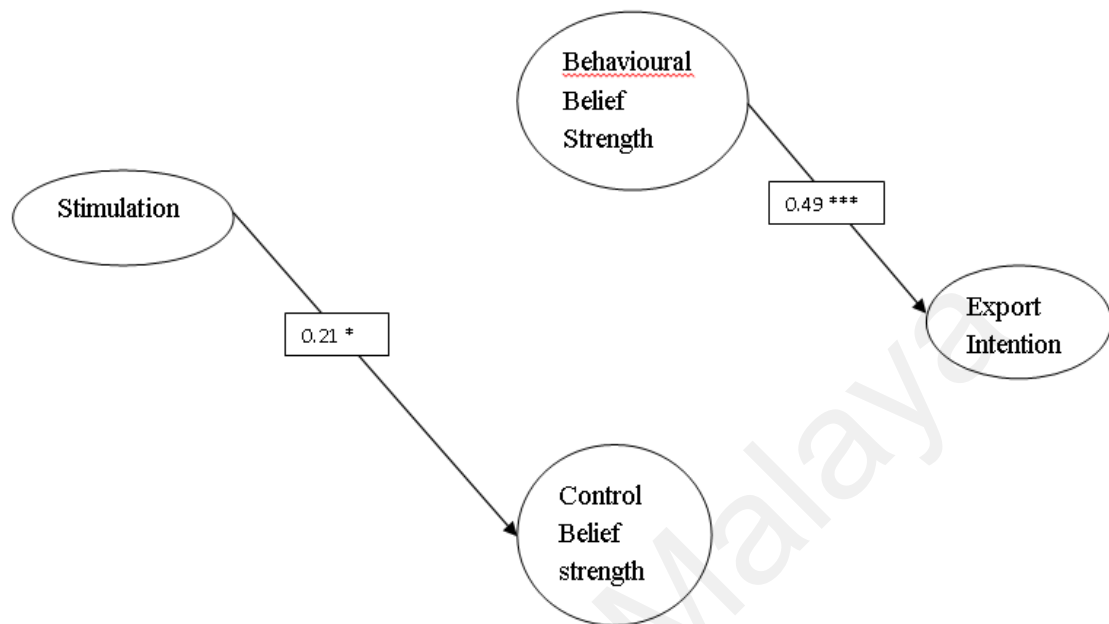 Behavioural
Belief
Strength
Stimulation
0.49 ***
Export
Intention
0.21 *
Control
Belief
strength
Malaya